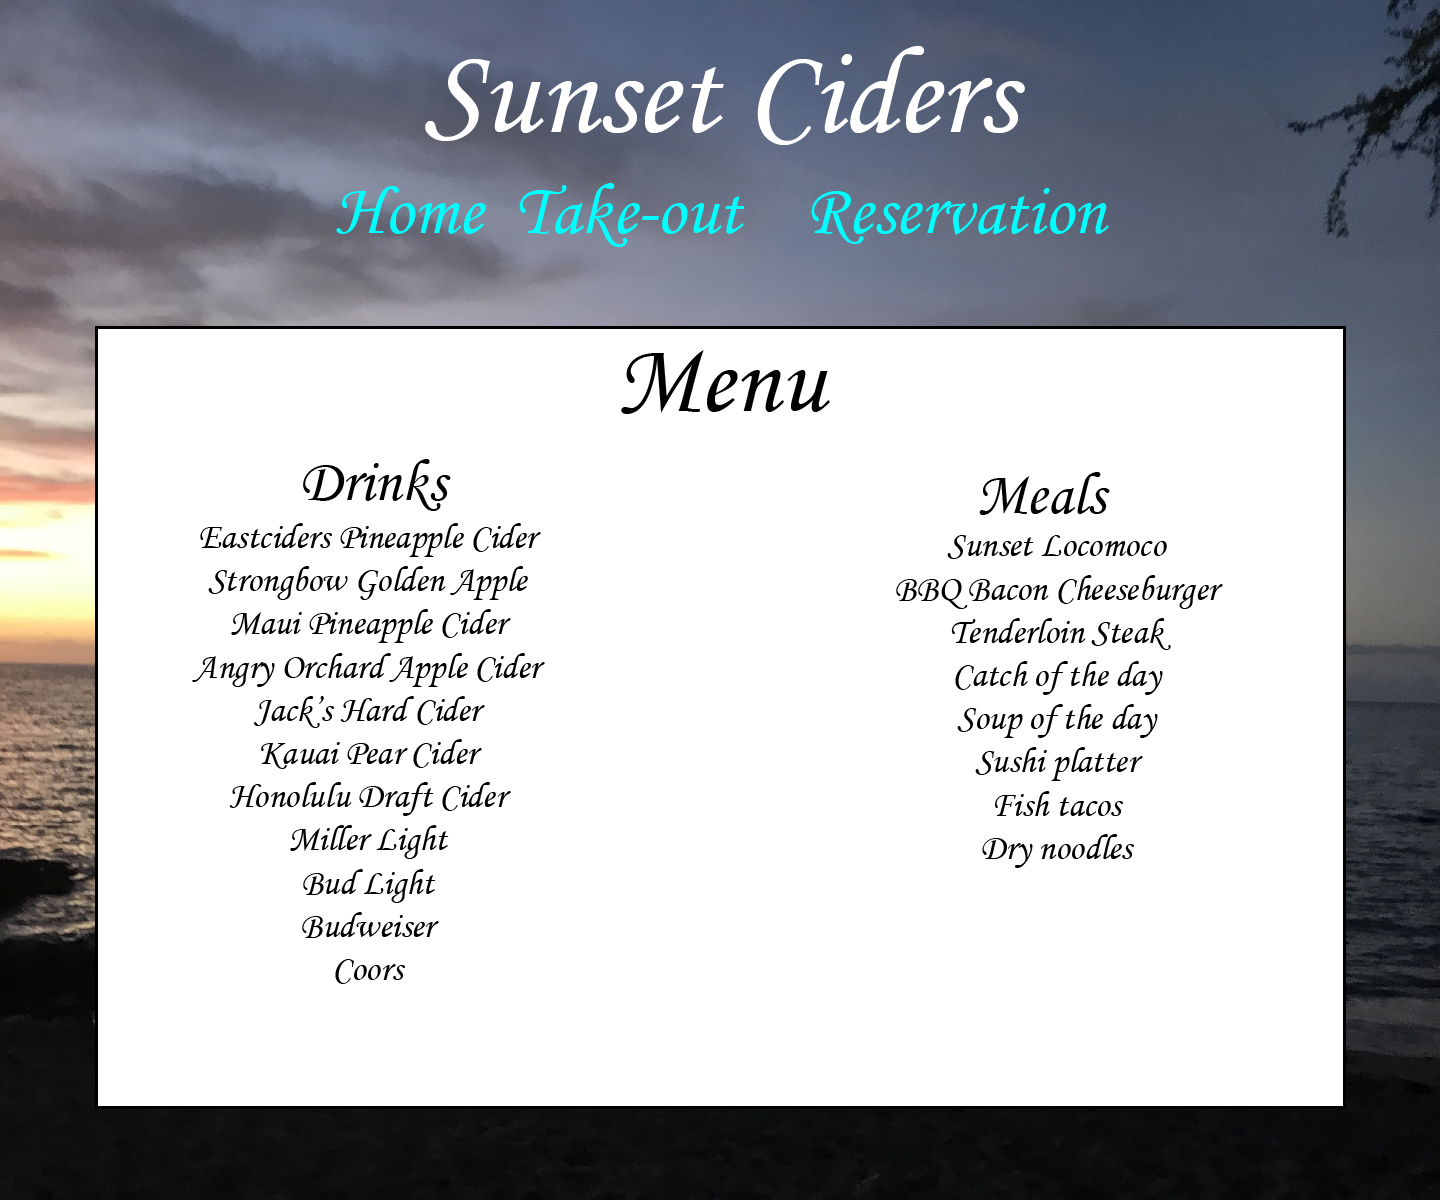 Sunset Ciders
Home Take-out Reservation
Menu
Drinks
Eastciders Pineapple Cider
Strongbow Golden Apple
Maui Pineapple Cider
Angry Orchard Apple Cider
Jack's Hard Cider
Kauai Pear Cider
Honolulu Draft Cider
Miller Light
Bud Light
Budweiser
Coors
Meals
Sunset Locomoco
BBQ Bacon Cheeseburger
Tenderloin Steak
Catch of the day
Soup of the day
Sushi platter
Fish tacos
Dry noodles